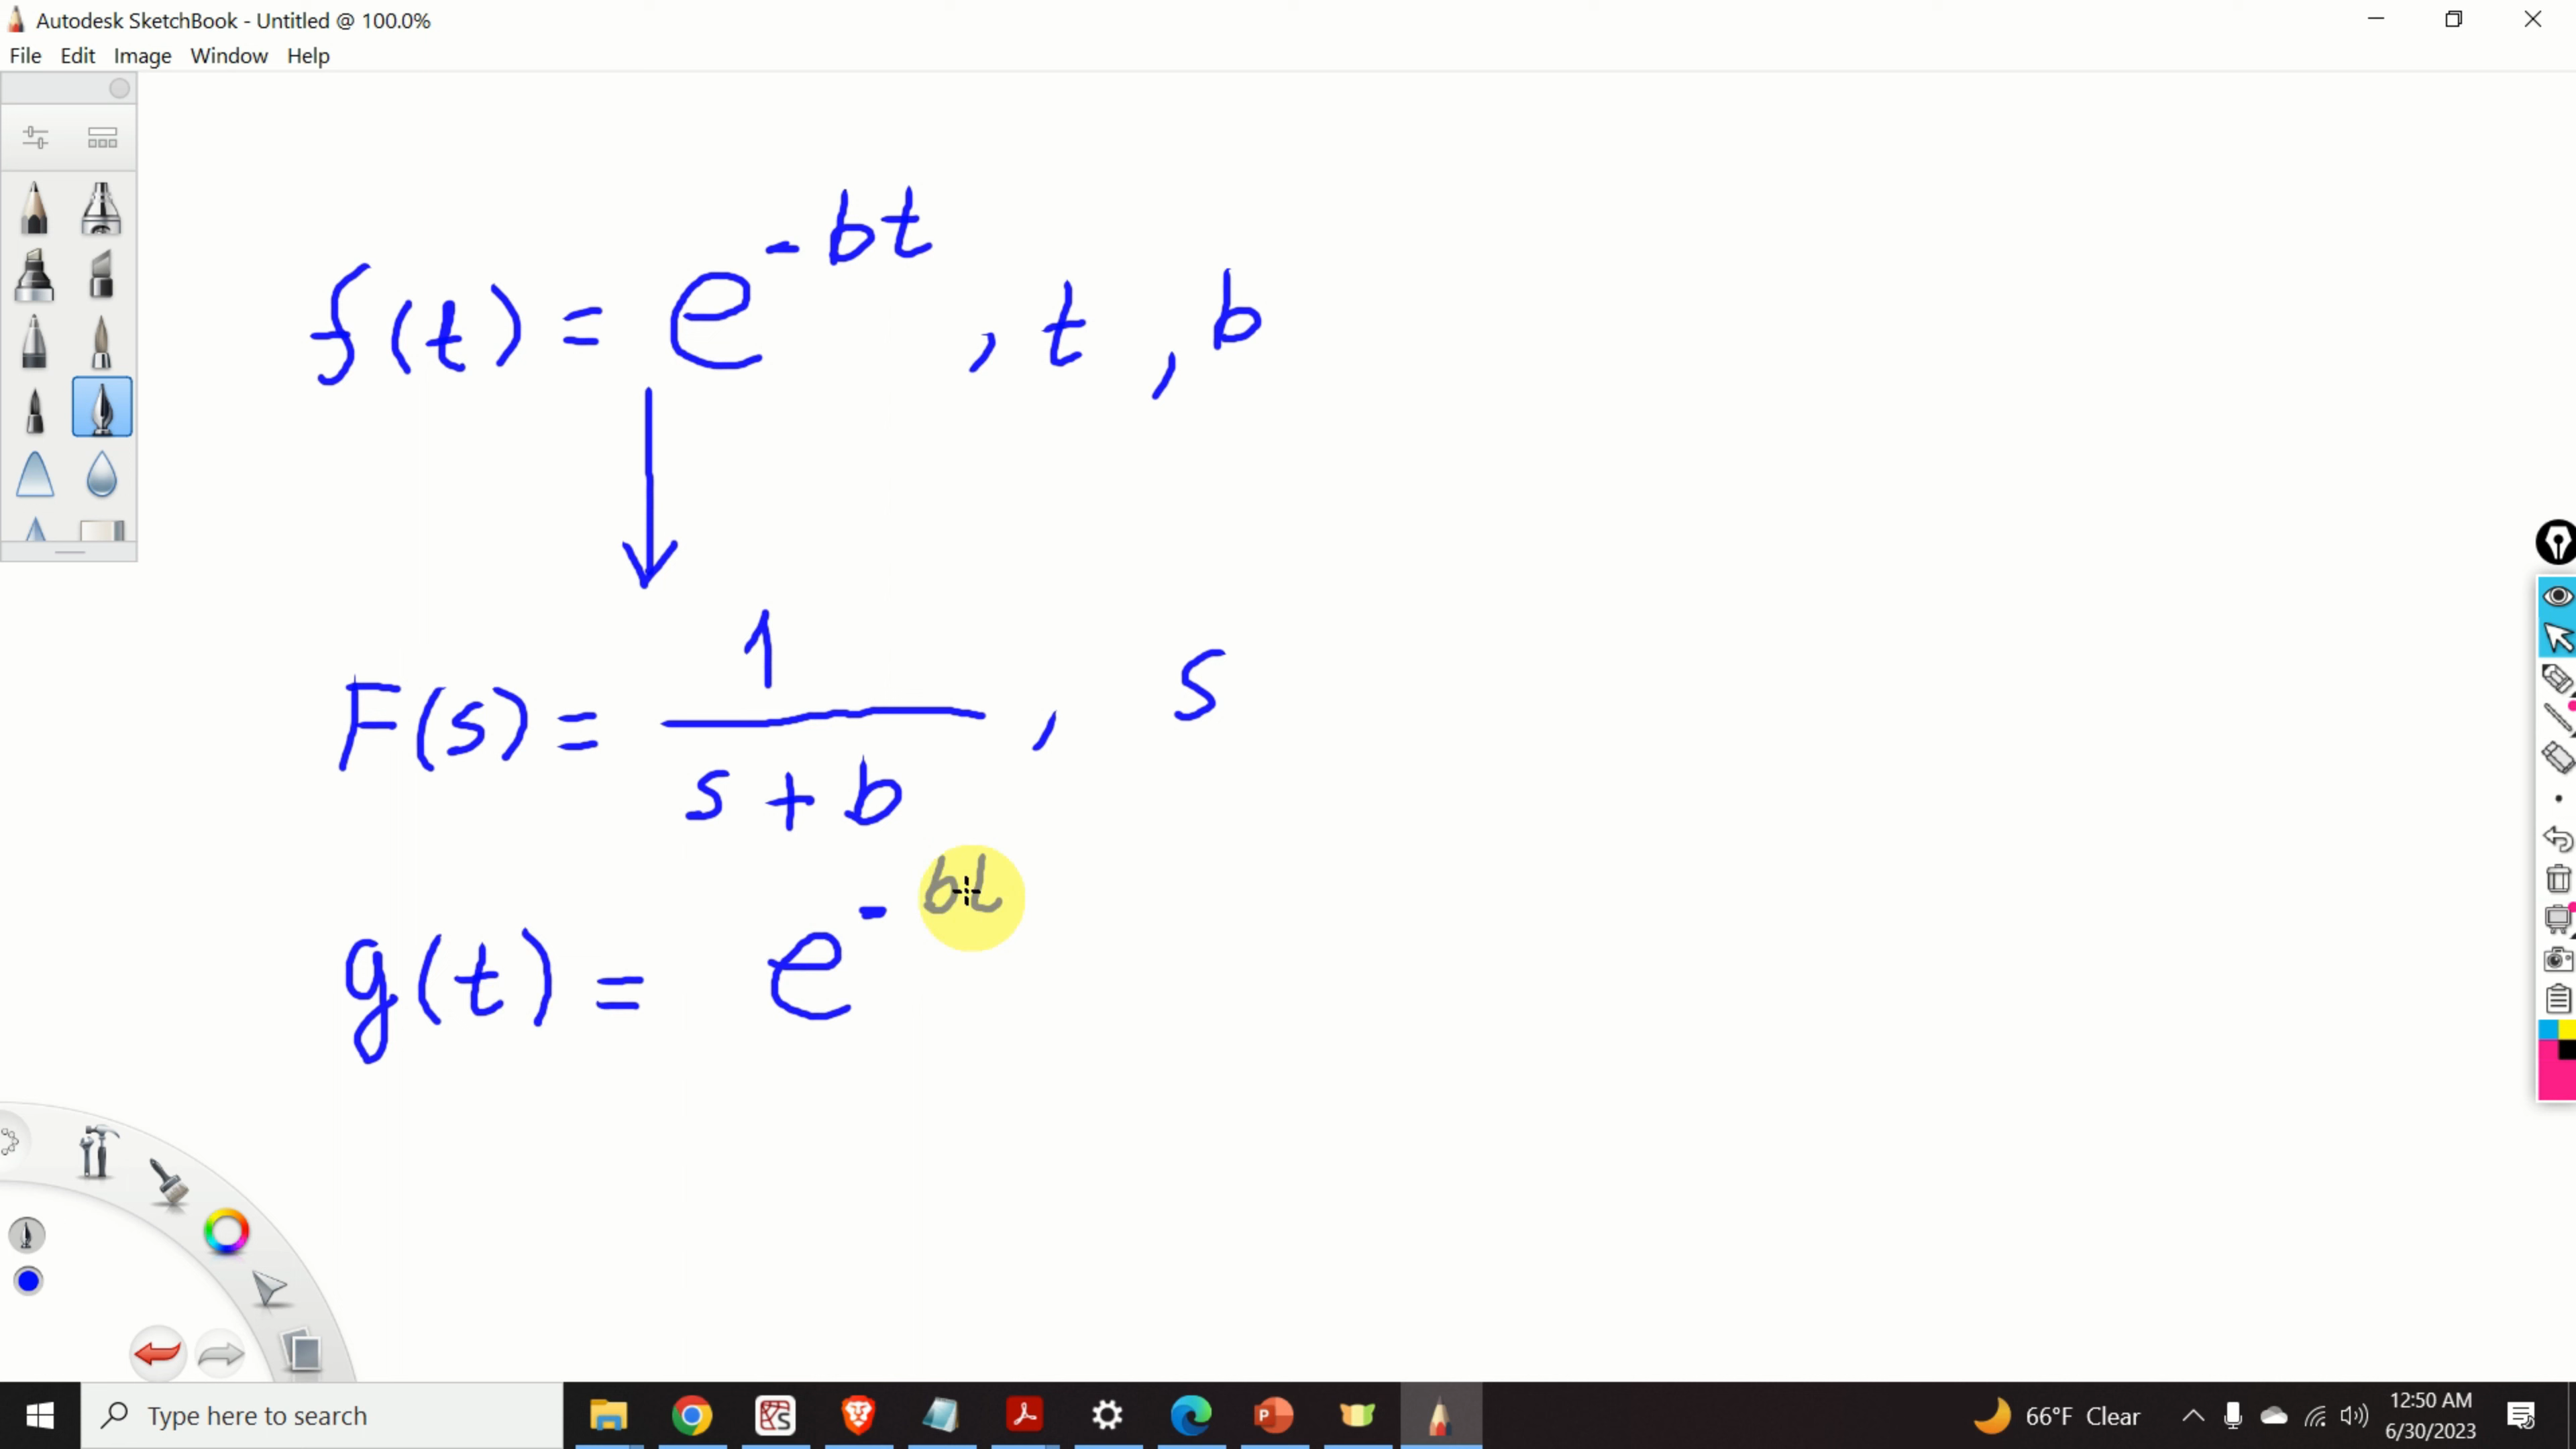 Autodesk SketchBook - Untitled @ 100.0%
File Edit Image Window Help
f(t) = e^{-bt} , t , b
F(s) = \frac{1}{s + b} , s
g(t) = e^{-b}
Type here to search
66°F Clear
12:50 AM
6/30/2023